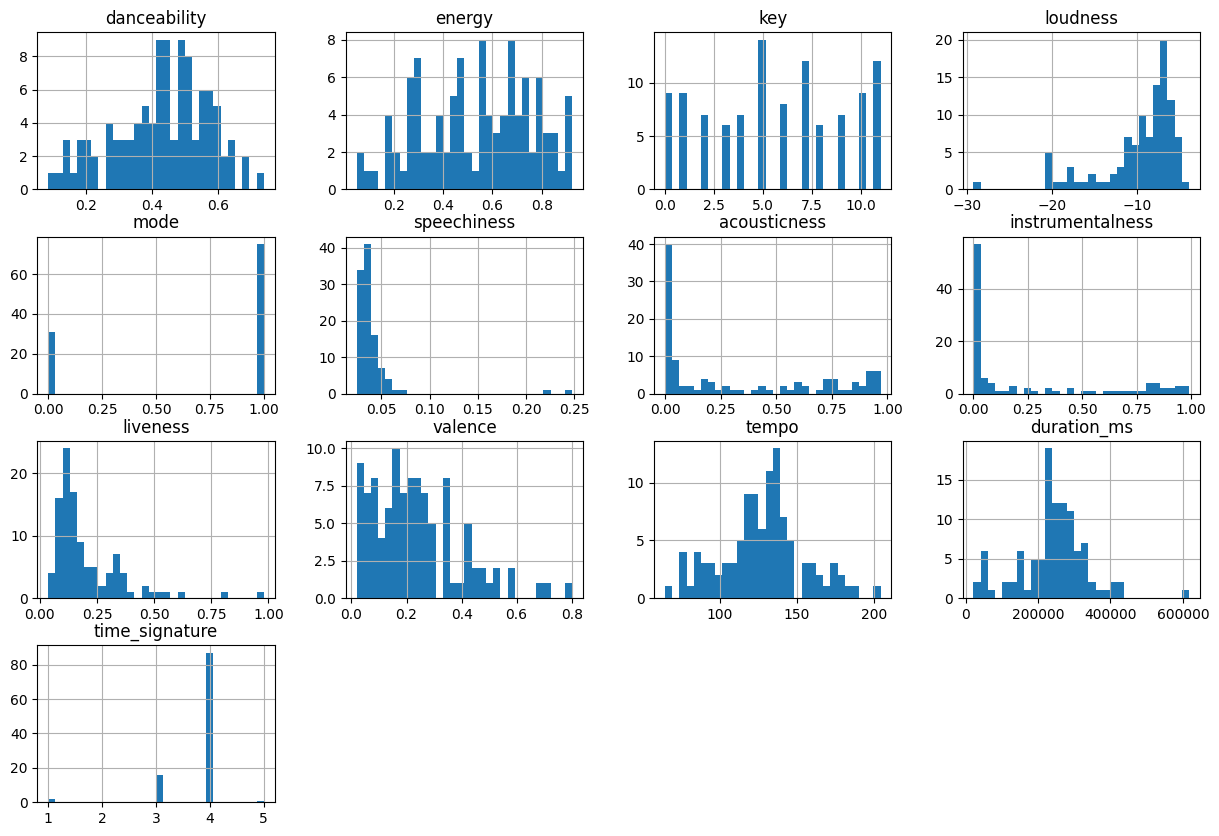 danceability energy key loudness
8 6 4 2 0
0.2 0.4 0.6
8 6 4 2 0
0.2 0.4 0.6 0.8
10 5 0
0.0 2.5 5.0 7.5 10.0
20 15 10 5 0
−30 −20 −10
mode speechiness acousticness instrumentalness
60 40 20 0
0.00 0.25 0.50 0.75 1.00
40 30 20 10 0
0.05 0.10 0.15 0.20 0.25
40 30 20 10 0
0.00 0.25 0.50 0.75 1.00
40 20 0
0.00 0.25 0.50 0.75 1.00
liveness valence tempo duration_ms
20 10 0
0.00 0.25 0.50 0.75 1.00
10.0 7.5 5.0 2.5 0.0
0.0 0.2 0.4 0.6 0.8
10 5 0
100 150 200
15 10 5 0
0 200000 400000 600000
time_signature
80 60 40 20 0
1 2 3 4 5